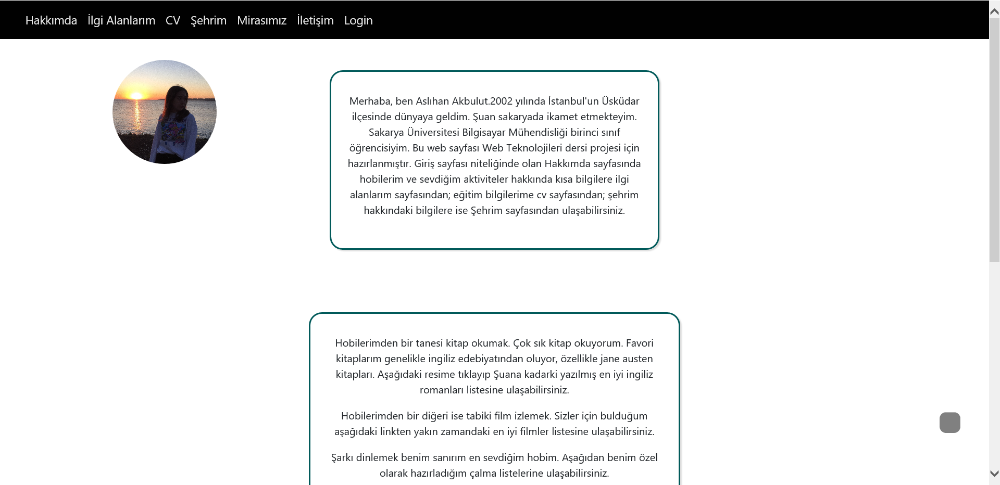 Hakkımda İlgi Alanlarım CV Şehrim Mirasımız İletişim Login
Merhaba, ben Aslıhan Akbulut.2002 yılında İstanbul'un Üsküdar
ilçesinde dünyaya geldim. Şuan sakaryada ikamet etmekteyim.
Sakarya Üniversitesi Bilgisayar Mühendisliği birinci sınıf
öğrencisiyim. Bu web sayfası Web Teknolojileri dersi projesi için
hazırlanmıştır. Giriş sayfası niteliğinde olan Hakkımda sayfasında
hobilerim ve sevdiğim aktiviteler hakkında kısa bilgilere ilgi
alanlarım sayfasından; eğitim bilgilerime cv sayfasından; şehrim
hakkındaki bilgilere ise Şehrim sayfasından ulaşabilirsiniz.
Hobilerimden bir tanesi kitap okumak. Çok sık kitap okuyorum. Favori
kitaplarım genelikle ingiliz edebiyatından oluyor, özellikle jane austen
kitapları. Aşağıdaki resime tıklayıp Şuana kadarki yazılmış en iyi ingiliz
romanları listesine ulaşabilirsiniz.
Hobilerimden bir diğeri ise tabiki film izlemek. Sizler için bulduğum
aşağıdaki linkten yakın zamandaki en iyi filmler listesine ulaşabilirsiniz.
Şarkı dinlemek benim sanırım en sevdiğim hobim. Aşağıdan benim özel
olarak hazırladığım çalma listelerine ulaşabilirsiniz.